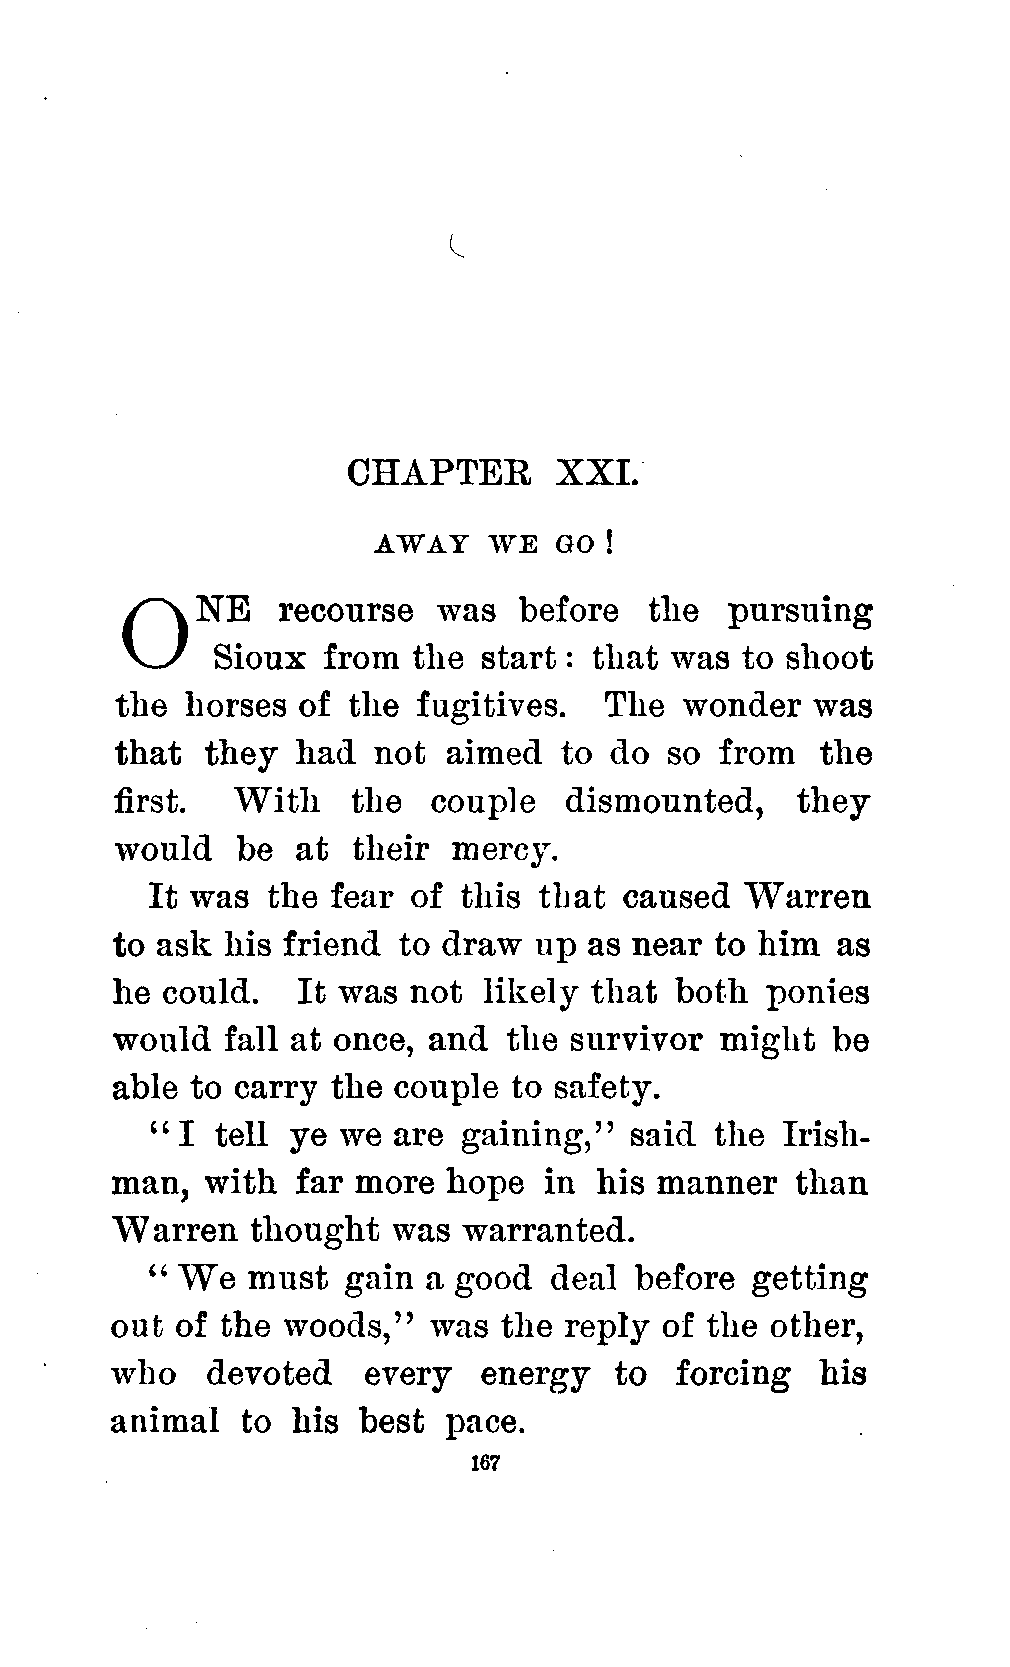 CHAPTER XXI.
AWAY WE GO!
ONE recourse was before the pursuing
Sioux from the start: that was to shoot
the horses of the fugitives. The wonder was
that they had not aimed to do so from the
first. With the couple dismounted, they
would be at their mercy.
It was the fear of this that caused Warren
to ask his friend to draw up as near to him as
he could. It was not likely that both ponies
would fall at once, and the survivor might be
able to carry the couple to safety.
“I tell ye we are gaining,” said the Irish-
man, with far more hope in his manner than
Warren thought was warranted.
“We must gain a good deal before getting
out of the woods,” was the reply of the other,
who devoted every energy to forcing his
animal to his best pace.
167